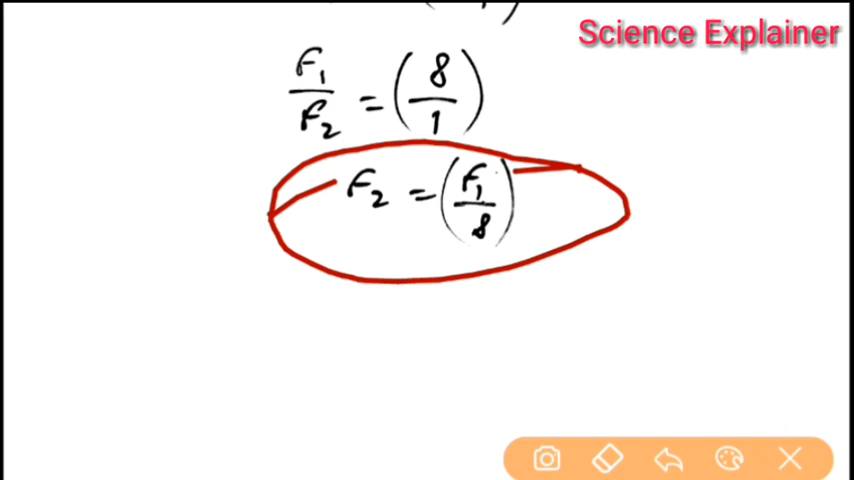 Science Explainer
F₁/F₂ = (8/1)
F₂ = (F₁/8)